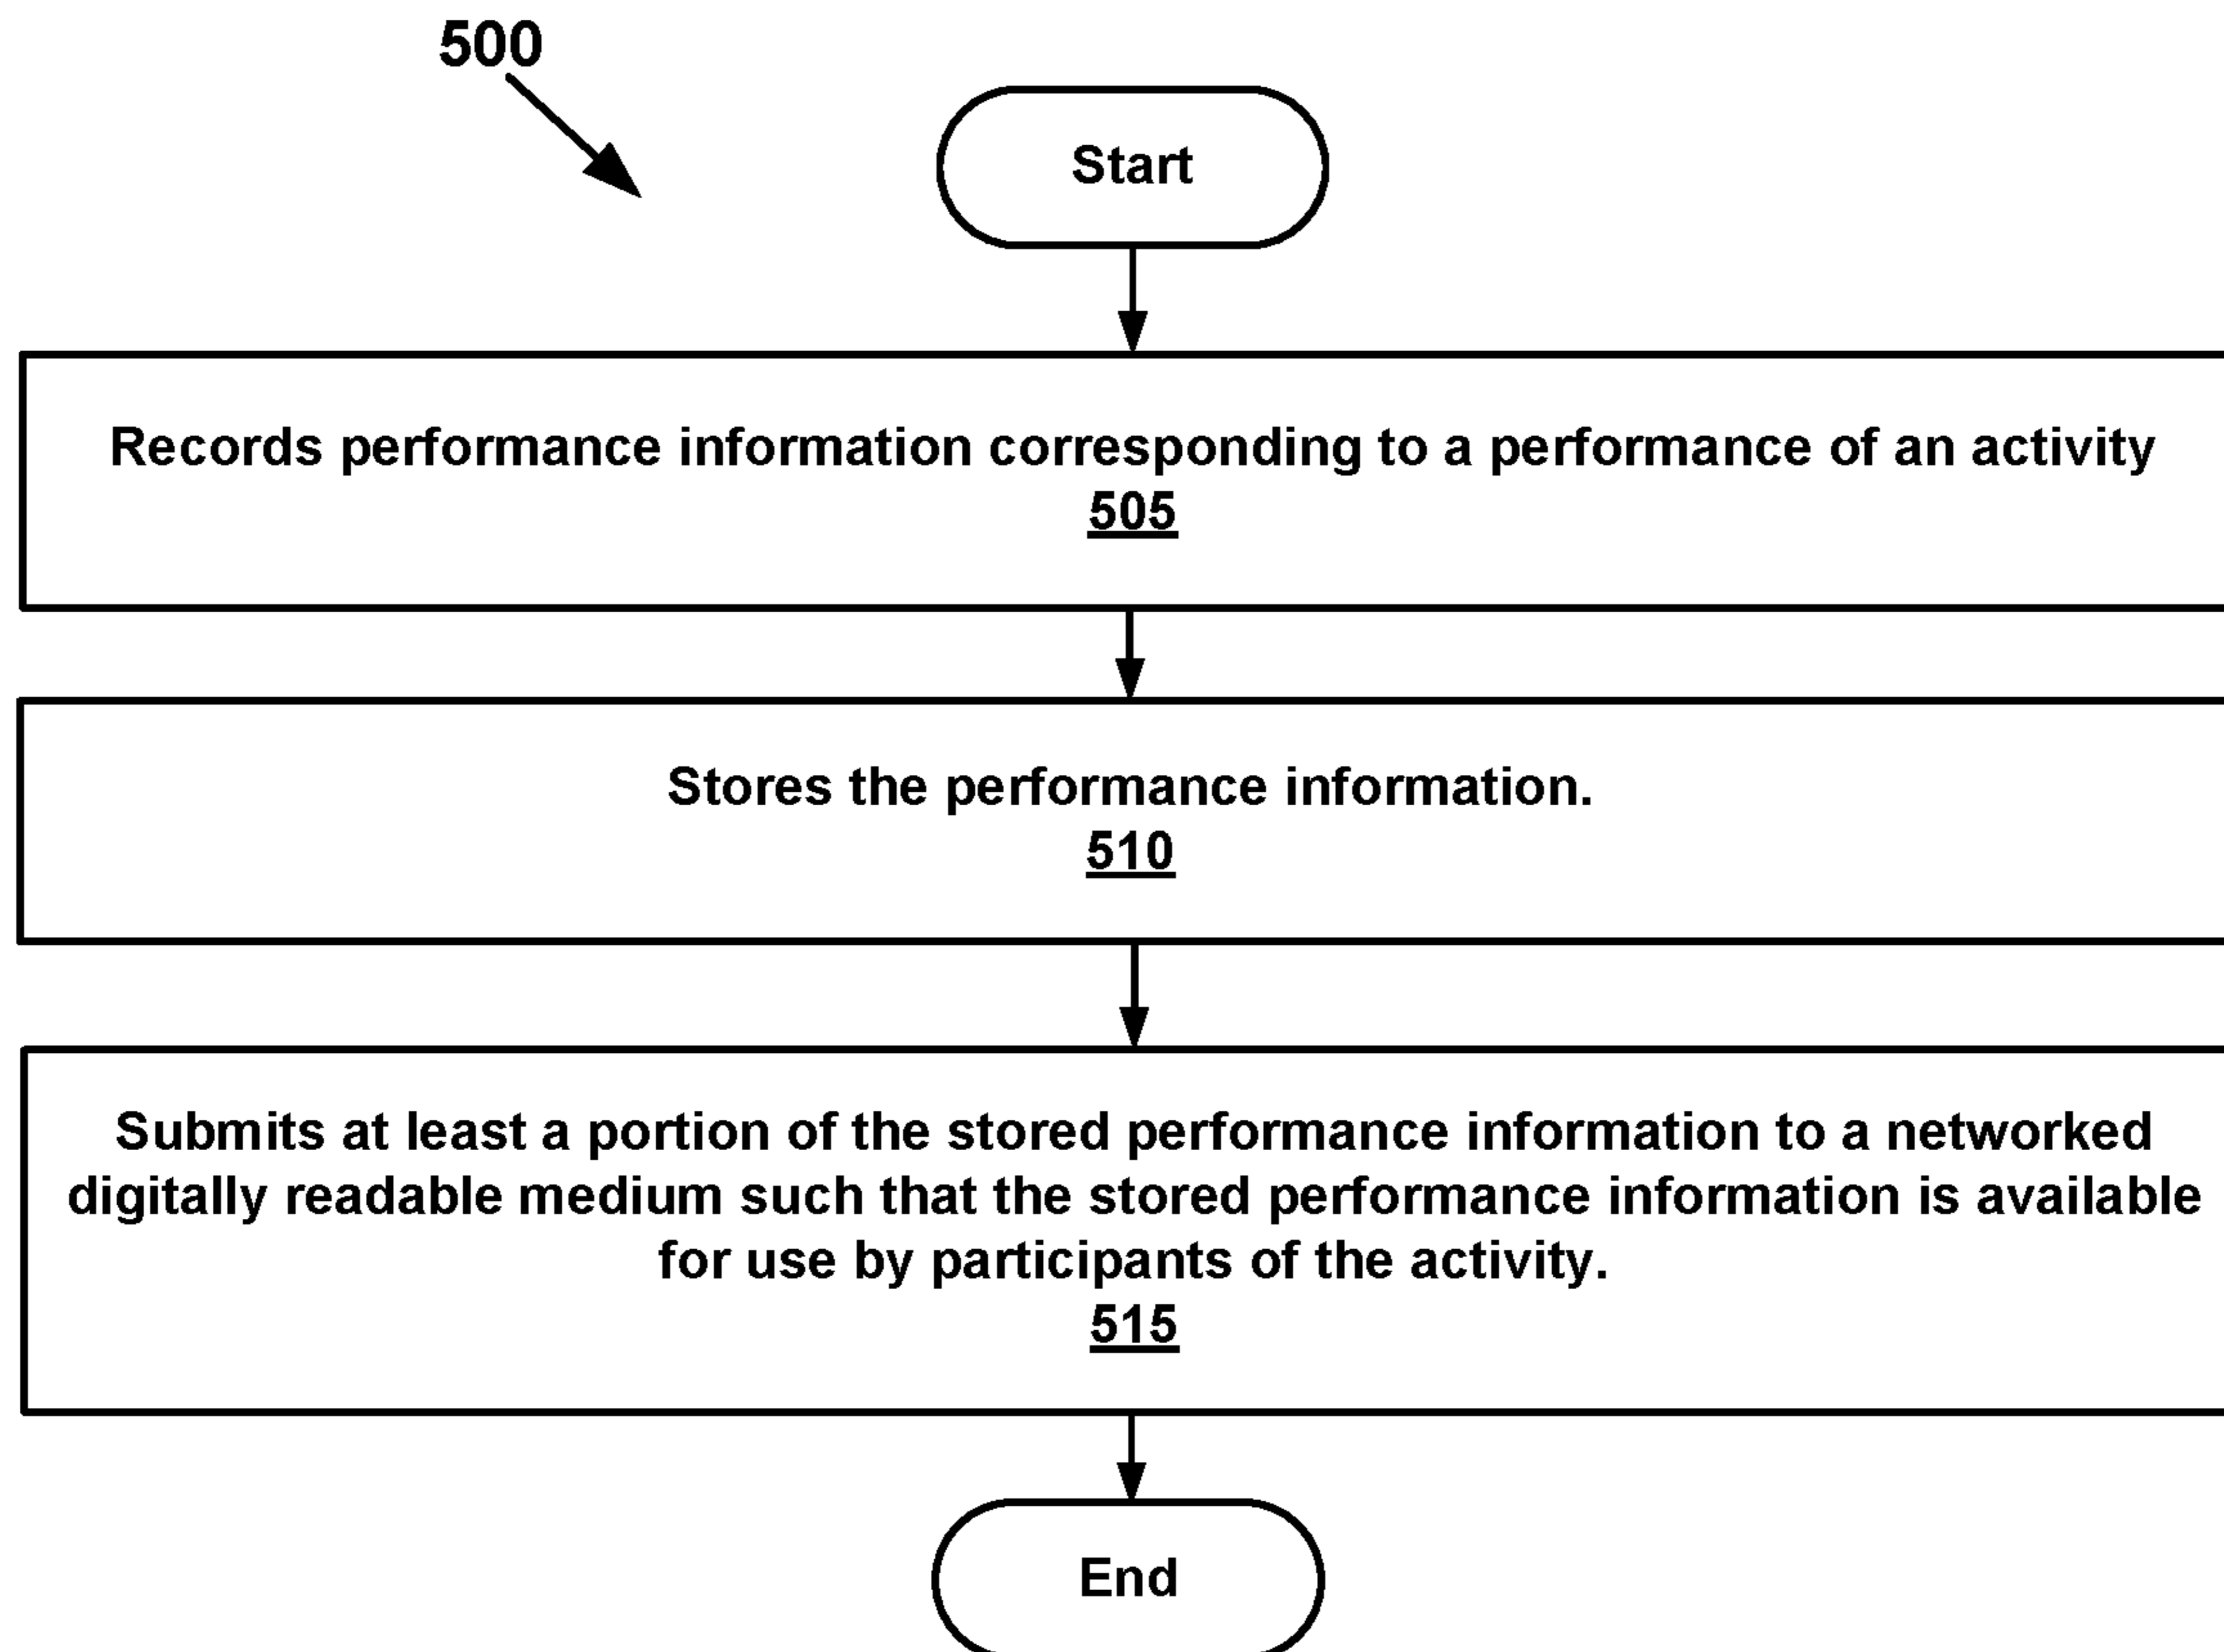 500
Start
Records performance information corresponding to a performance of an activity
505
Stores the performance information.
510
Submits at least a portion of the stored performance information to a networked
digitally readable medium such that the stored performance information is available
for use by participants of the activity.
515
End